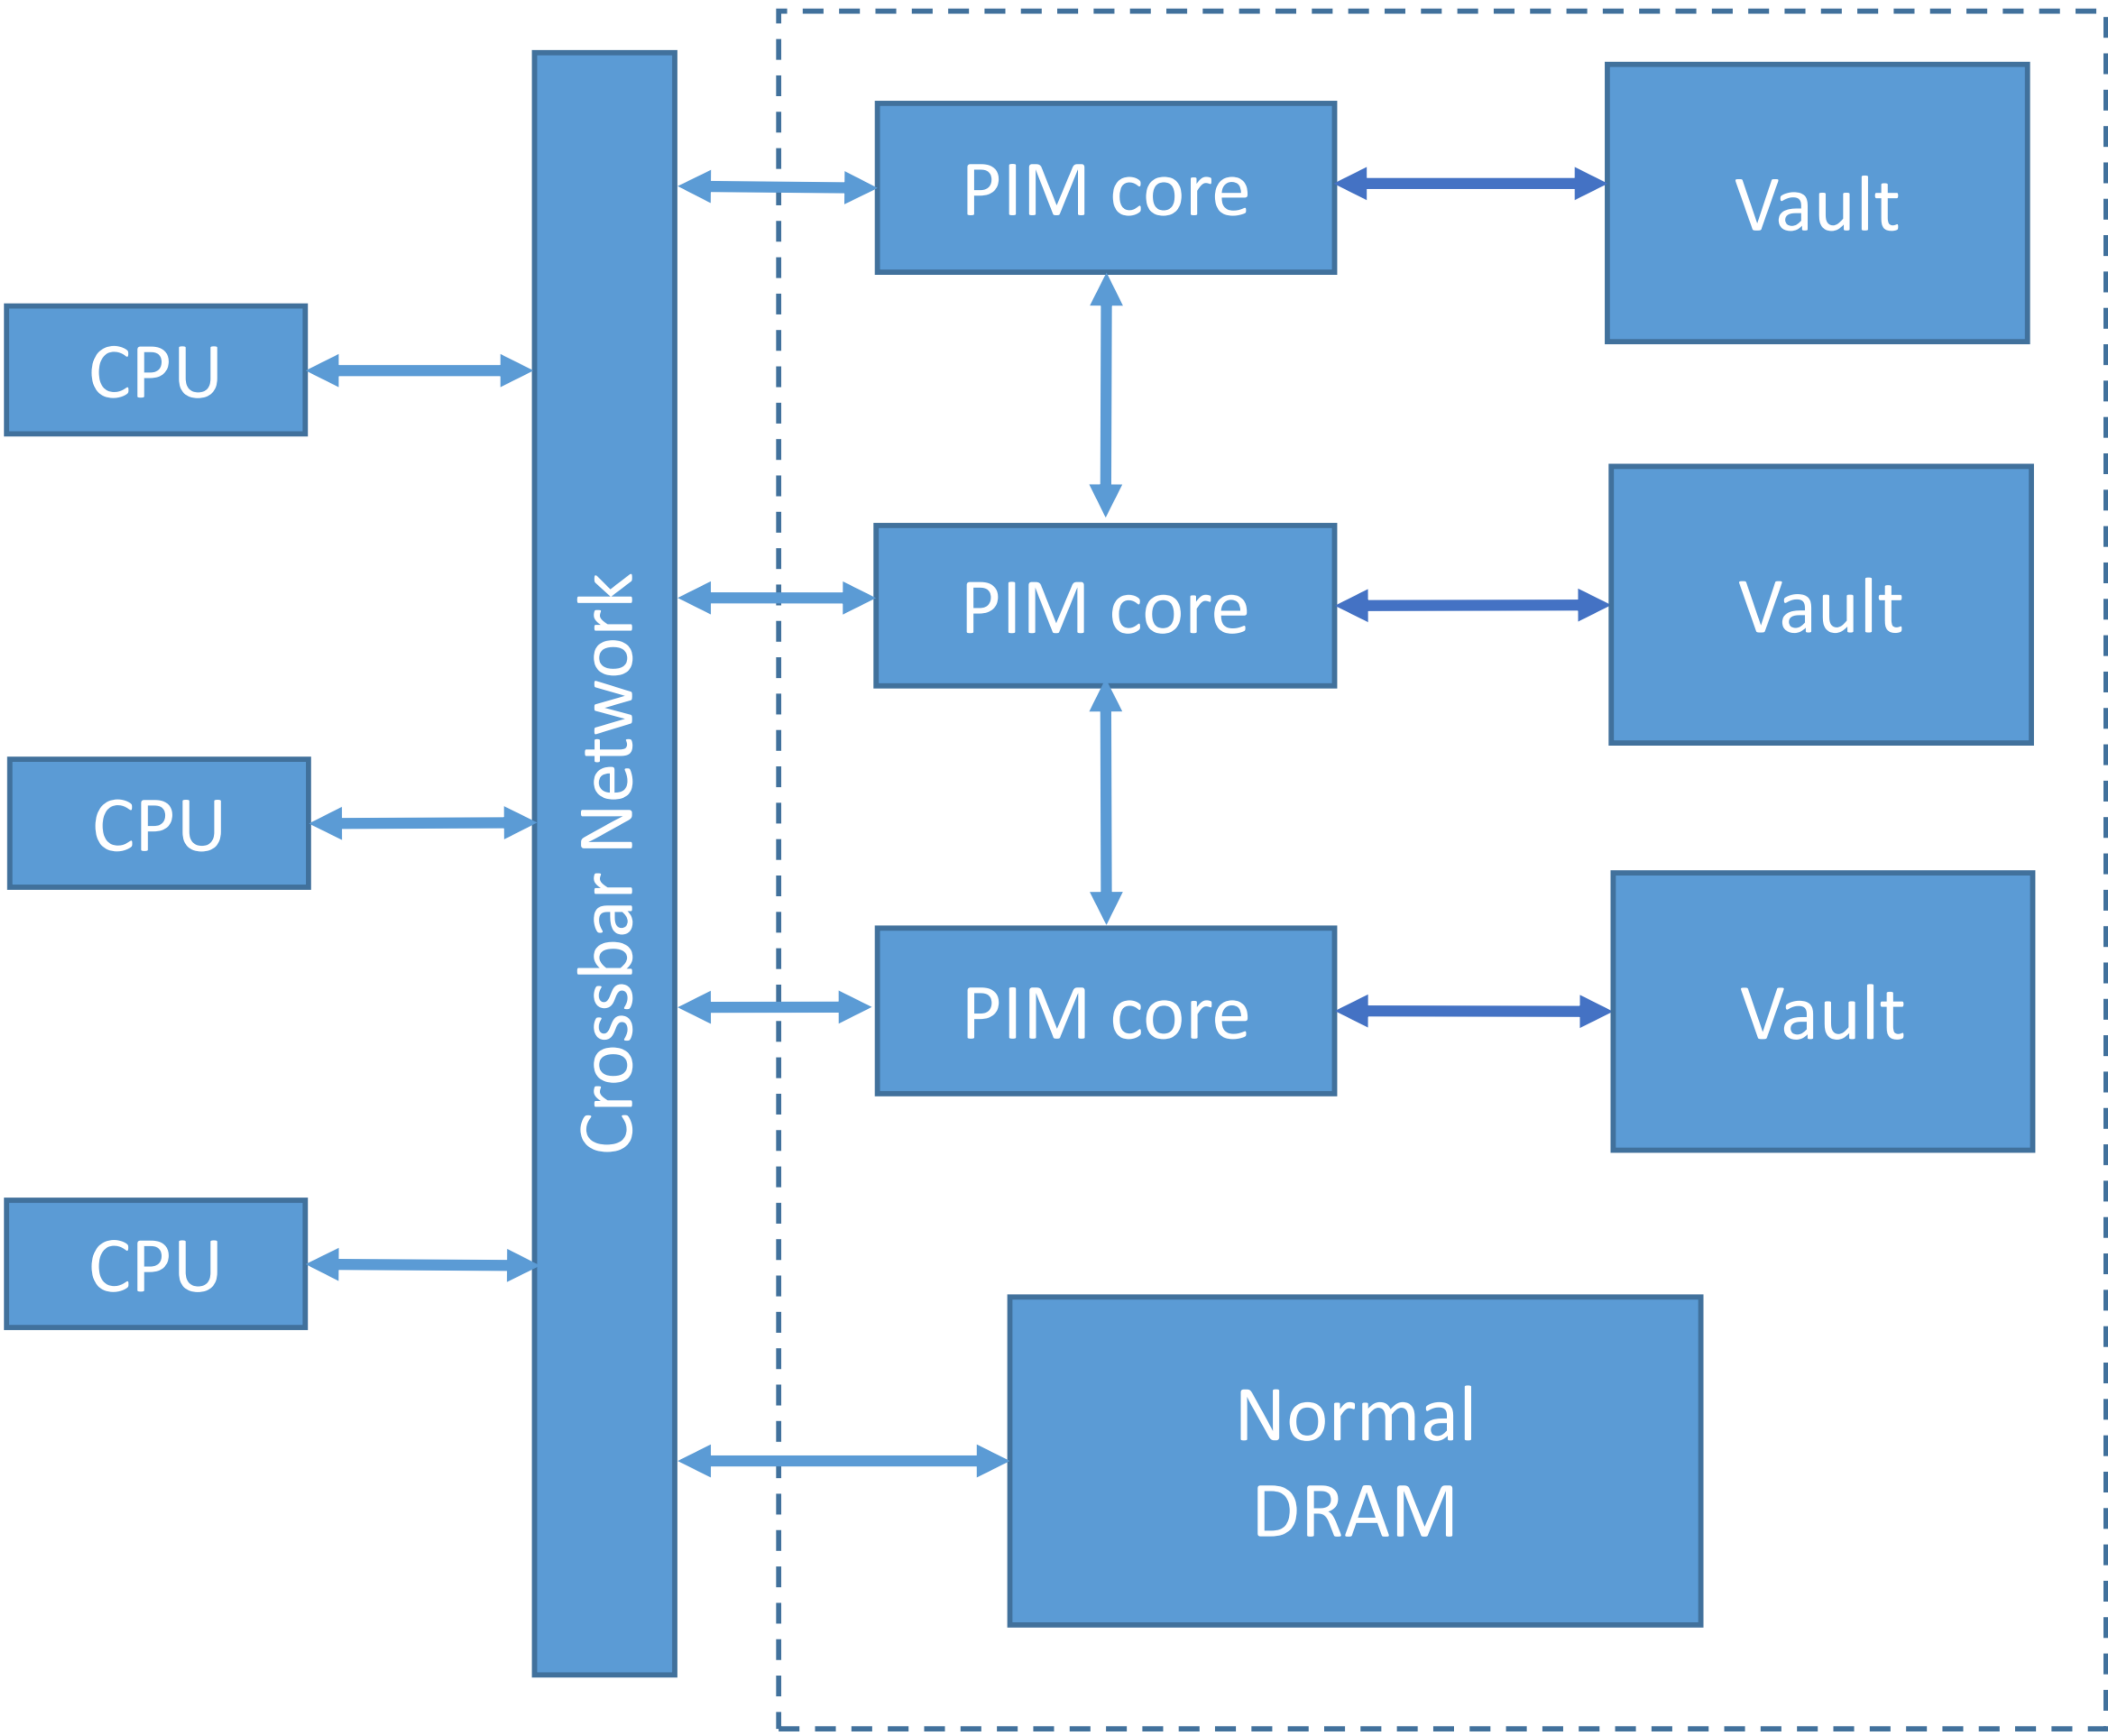 CPU
CPU
CPU
Crossbar Network
PIM core
Vault
PIM core
Vault
PIM core
Vault
Normal
DRAM